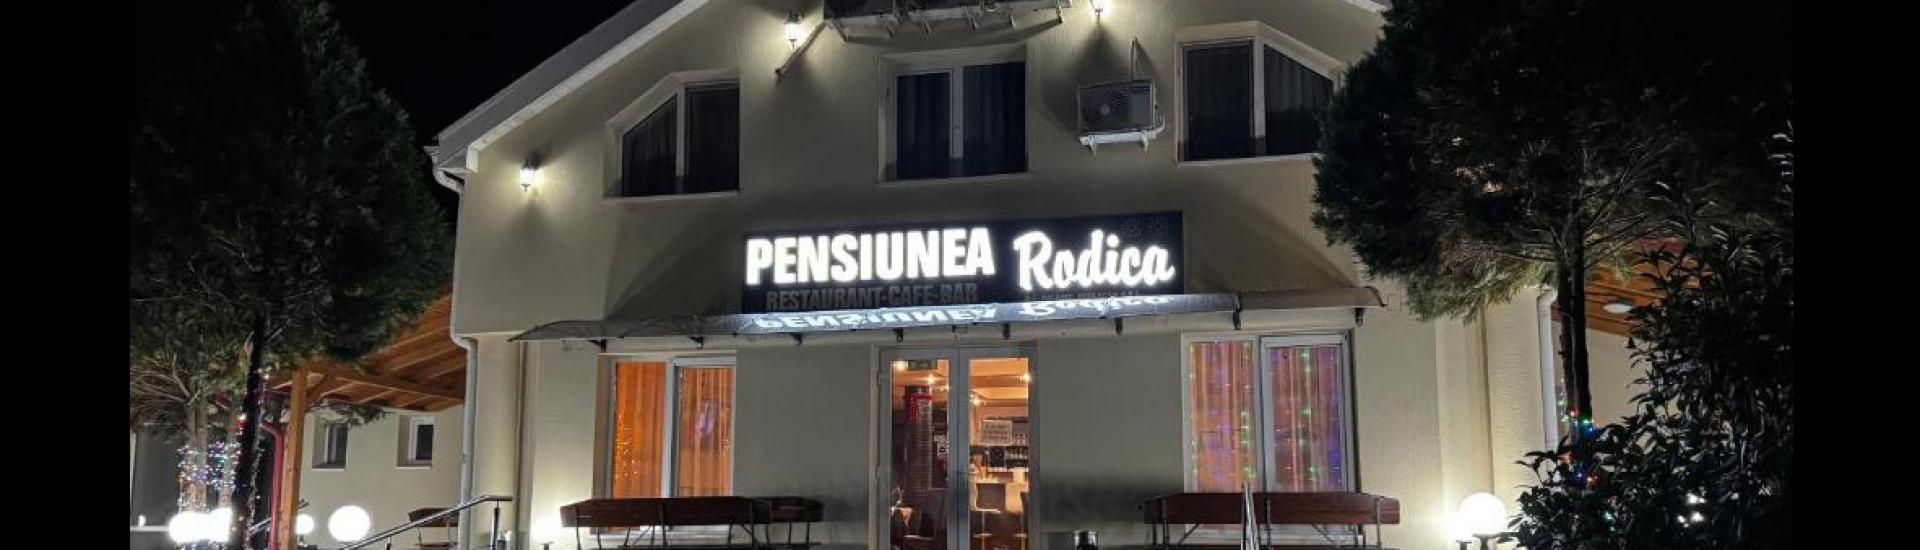 PENSIUNEA Rodica
RESTAURANT-CAFE-BAR